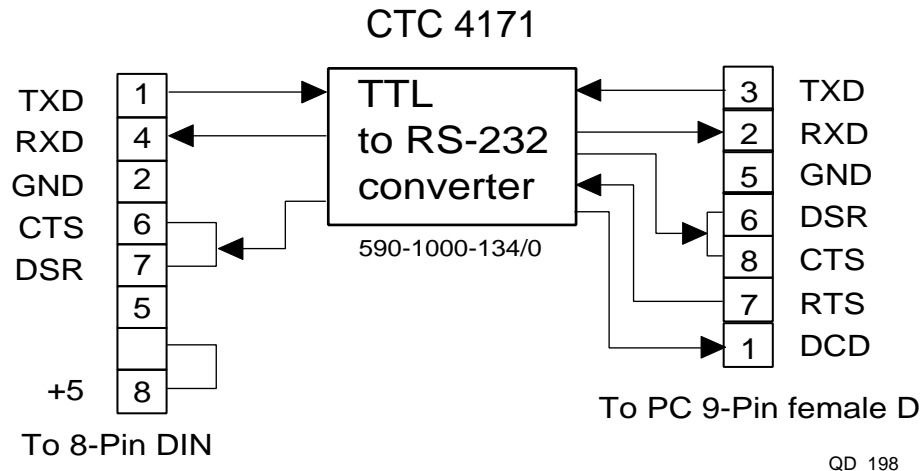 CTC 4171
TXD 1
RXD 4
GND 2
CTS 6
DSR 7
5
+5 8
To 8-Pin DIN
TTL
to RS-232
converter
590-1000-134/0
3 TXD
2 RXD
5 GND
6 DSR
8 CTS
7 RTS
1 DCD
To PC 9-Pin female D
QD 198